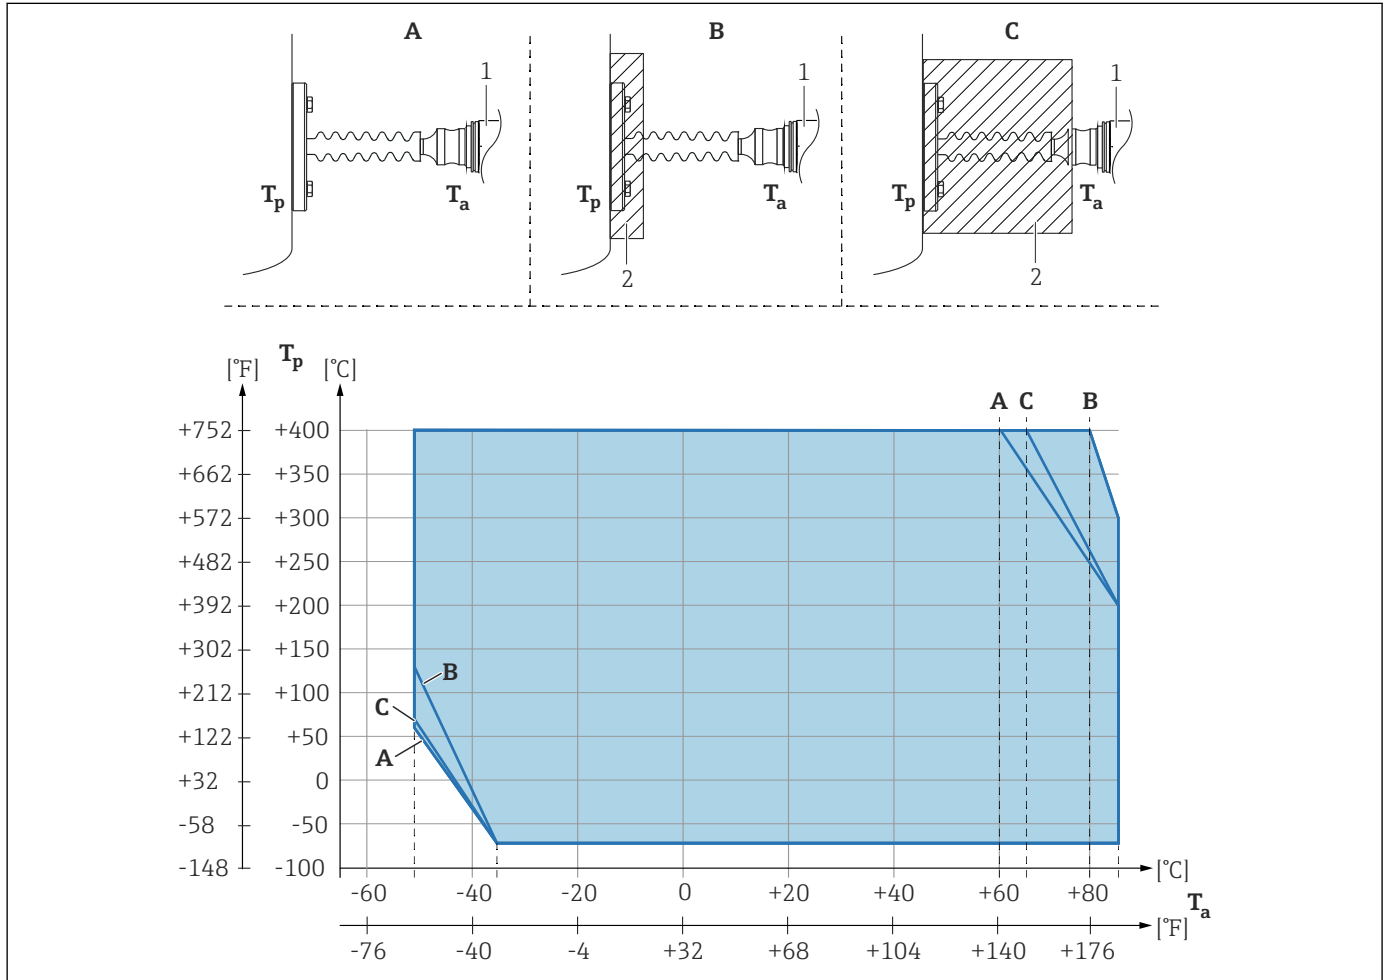 A B C
1 1 1
Tp Ta Tp Ta Tp Ta
2 2
Tp
[°F] [°C]
A C B
+752 +400
+662 +350
+572 +300
+482 +250
+392 +200
+302 +150
B
+212 +100
C
+122 +50
A
+32 0
-58 -50
-148 -100
[°C]
-60 -40 -20 0 +20 +40 +60 +80
Ta
[°F]
-76 -40 -4 +32 +68 +104 +140 +176